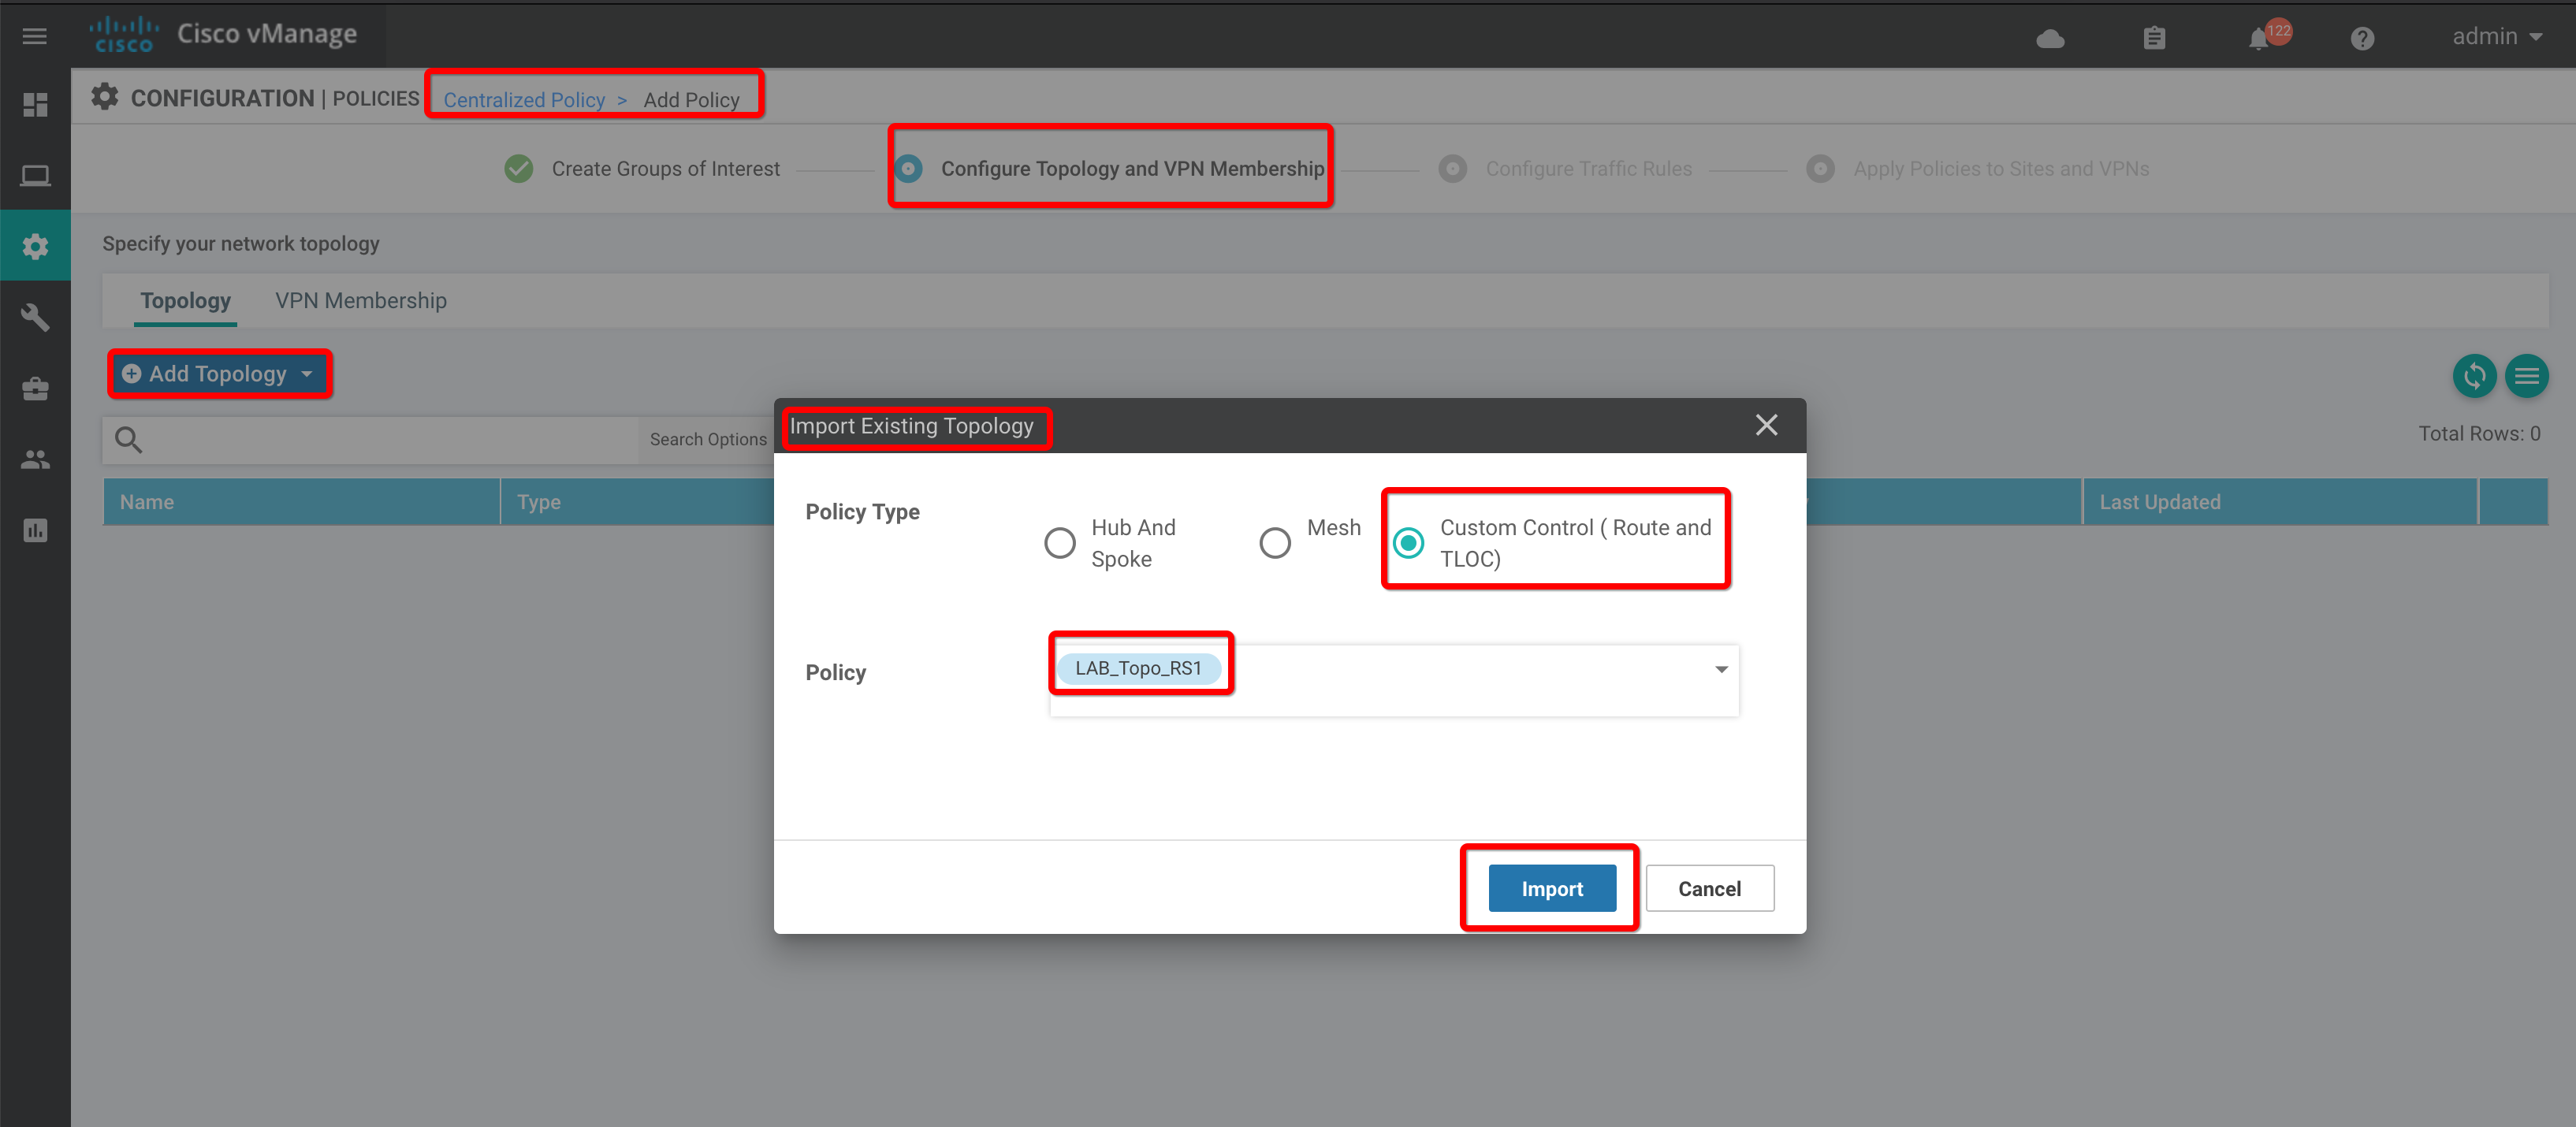 CISCO Cisco vManage 122 admin
CONFIGURATION | POLICIES Centralized Policy > Add Policy
Create Groups of Interest Configure Topology and VPN Membership Configure Traffic Rules Apply Policies to Sites and VPNs
Specify your network topology
Topology VPN Membership
Add Topology
Search Options
Total Rows: 0
Name Type Last Updated
Import Existing Topology
Policy Type
Hub And
Spoke
Mesh
Custom Control ( Route and
TLOC)
Policy
LAB_Topo_RS1
Import Cancel